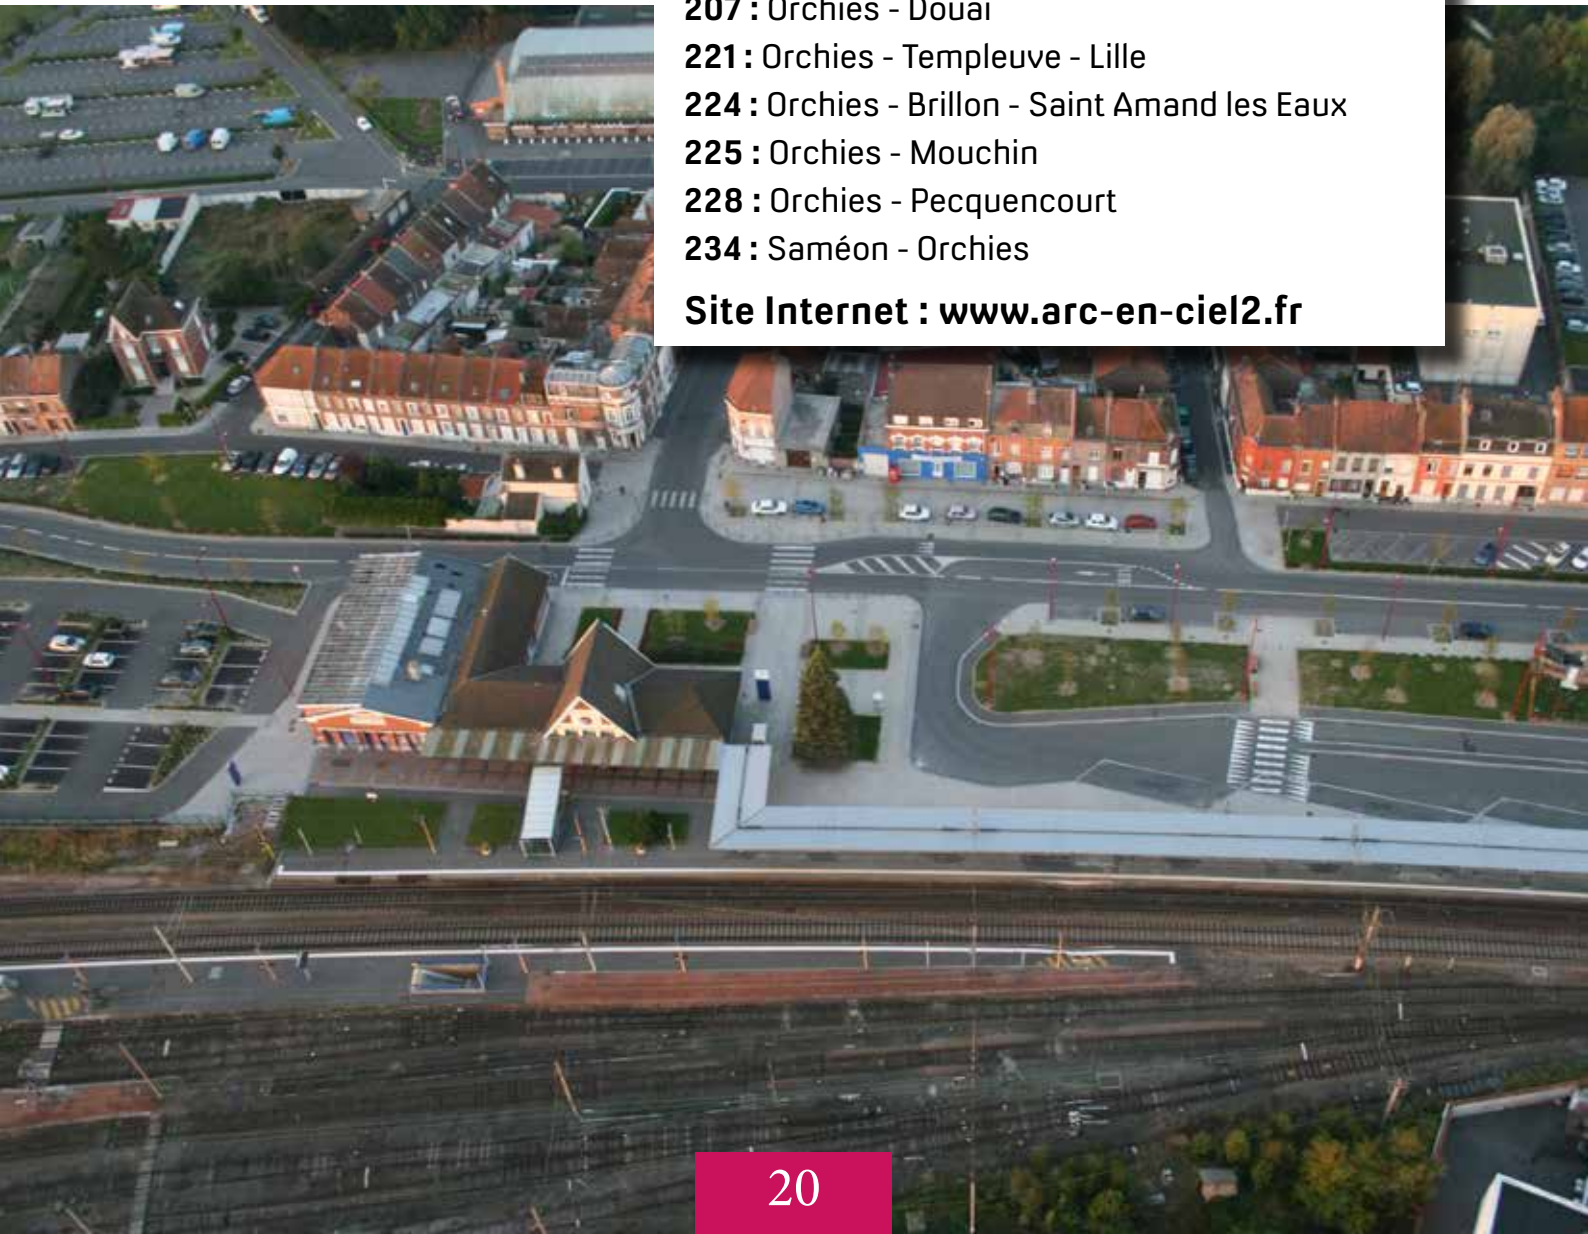 207 : Orchies - Douai
221 : Orchies - Templeuve - Lille
224 : Orchies - Brillon - Saint Amand les Eaux
225 : Orchies - Mouchin
228 : Orchies - Pecquencourt
234 : Saméon - Orchies
Site Internet : www.arc-en-ciel2.fr
20